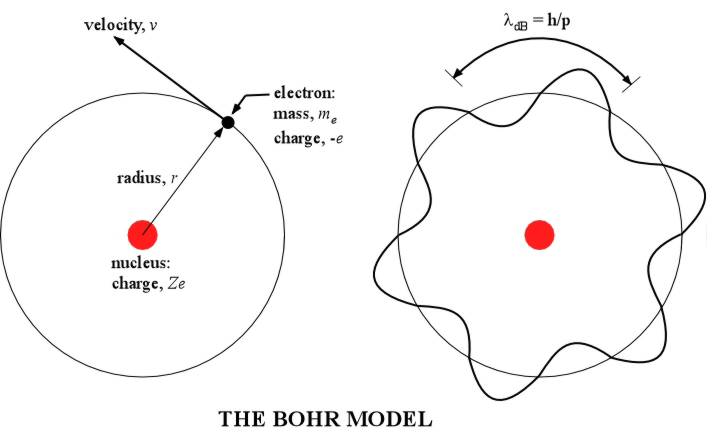 velocity, v
electron:
mass, mₑ
charge, -e
radius, r
nucleus:
charge, Ze
λdB = h/p
THE BOHR MODEL